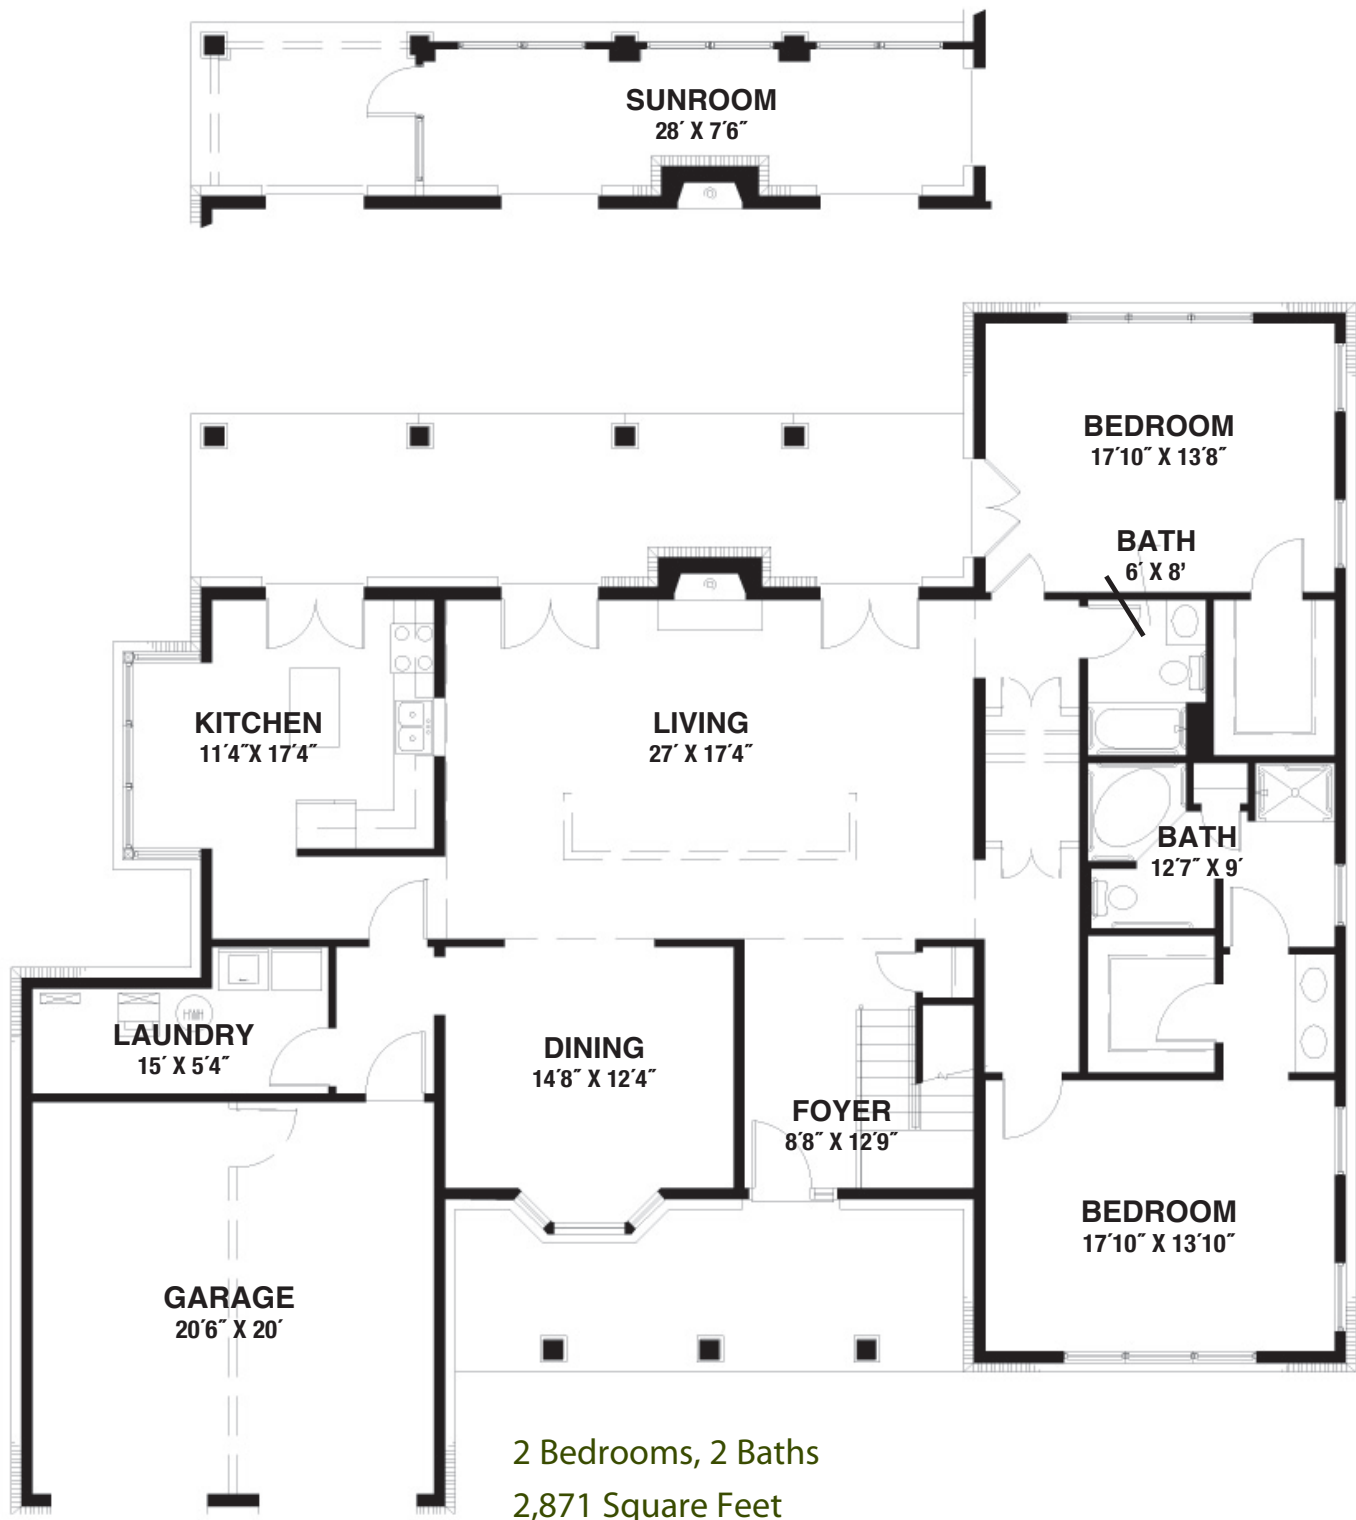 SUNROOM
28´ X 7´6˝
BEDROOM
17´10˝ X 13´8˝
BATH
6´ X 8’
KITCHEN
11´4˝X 17´4˝
LIVING
27´ X 17´4˝
BATH
12´7˝ X 9´
HWH
LAUNDRY
15´ X 5´4˝
DINING
14´8˝ X 12´4˝
FOYER
8´8˝ X 12´9˝
BEDROOM
17´10˝ X 13´10˝
GARAGE
20´6˝ X 20´
2 Bedrooms, 2 Baths
2,871 Square Feet